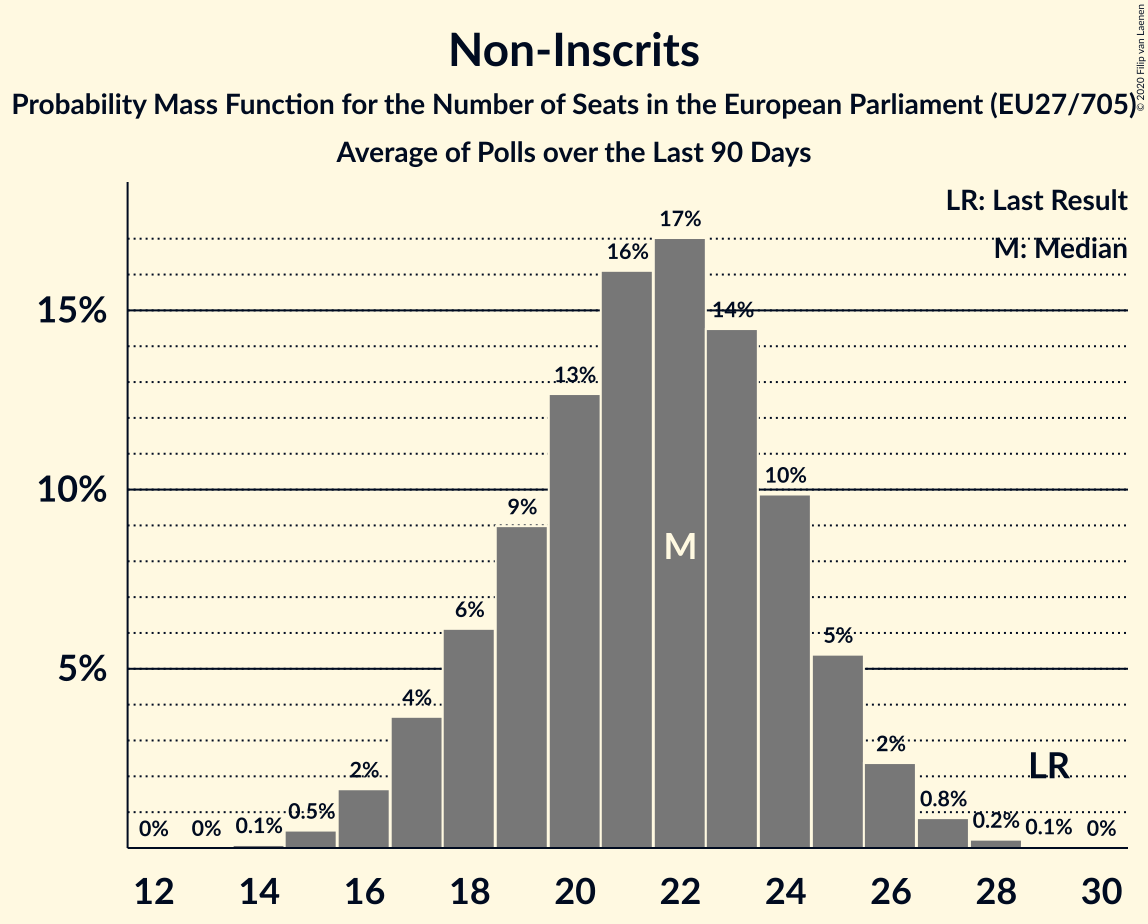 © 2020 Filip van Laenen
Non-Inscrits
Probability Mass Function for the Number of Seats in the European Parliament (EU27/705)
Average of Polls over the Last 90 Days
LR: Last Result
M: Median
15%
10%
5%
0%
0%
0.1%
0.5%
2%
4%
6%
9%
13%
16%
17%
14%
10%
5%
2%
0.8%
0.2%
0.1%
0%
M
LR
12 14 16 18 20 22 24 26 28 30